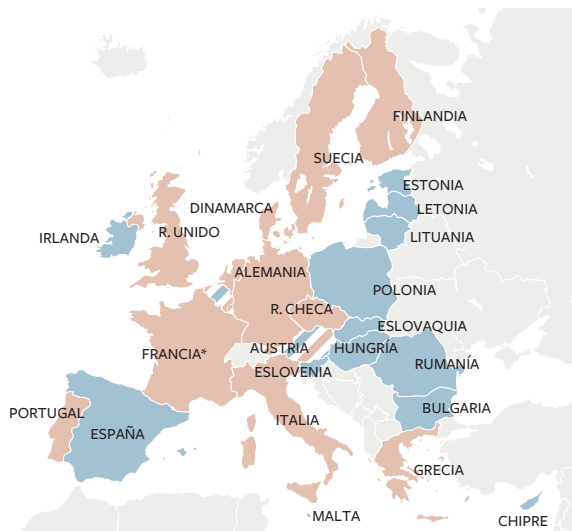 FINLANDIA
SUECIA
ESTONIA
DINAMARCA
LETONIA
IRLANDA
R. UNIDO
LITUANIA
ALEMANIA
POLONIA
R. CHECA
ESLOVAQUIA
FRANCIA*
AUSTRIA
HUNGRÍA
RUMANÍA
ESLOVENIA
PORTUGAL
BULGARIA
ESPAÑA
ITALIA
GRECIA
MALTA
CHIPRE